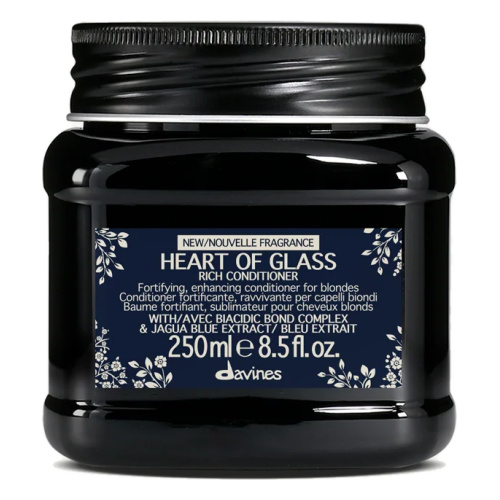 NEW/NOUVELLE FRAGRANCE
HEART OF GLASS
RICH CONDITIONER
Fortifying, enhancing conditioner for blondes
Conditioner fortificante, ravvivante per capelli biondi
Baume fortifiant, sublimateur pour cheveux blonds
WITH/AVEC BIACIDIC BOND COMPLEX
& JAGUA BLUE EXTRACT/ BLEU EXTRAIT
250ml e 8.5fl.oz.
davines